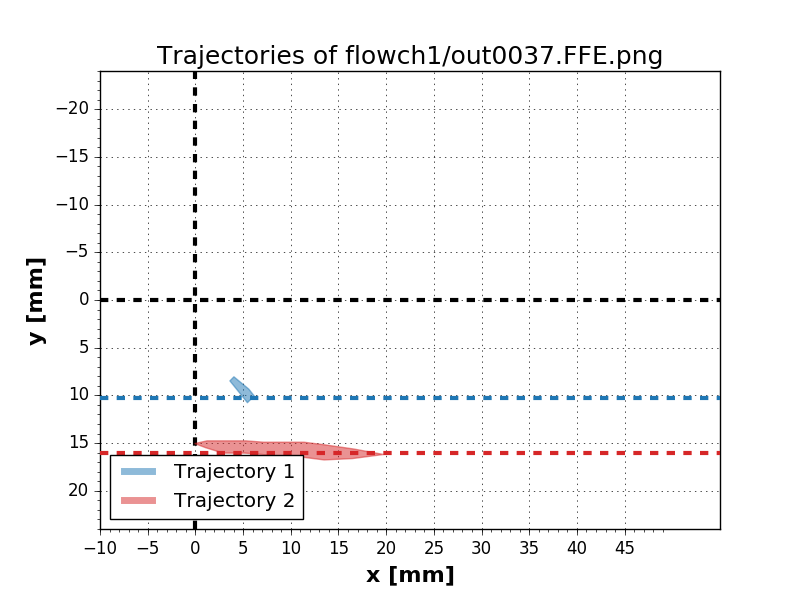 Trajectories of flowch1/out0037.FFE.png
y [mm]
−20
−15
−10
−5
0
5
10
15
20
Trajectory 1
Trajectory 2
−10 −5 0 5 10 15 20 25 30 35 40 45
x [mm]